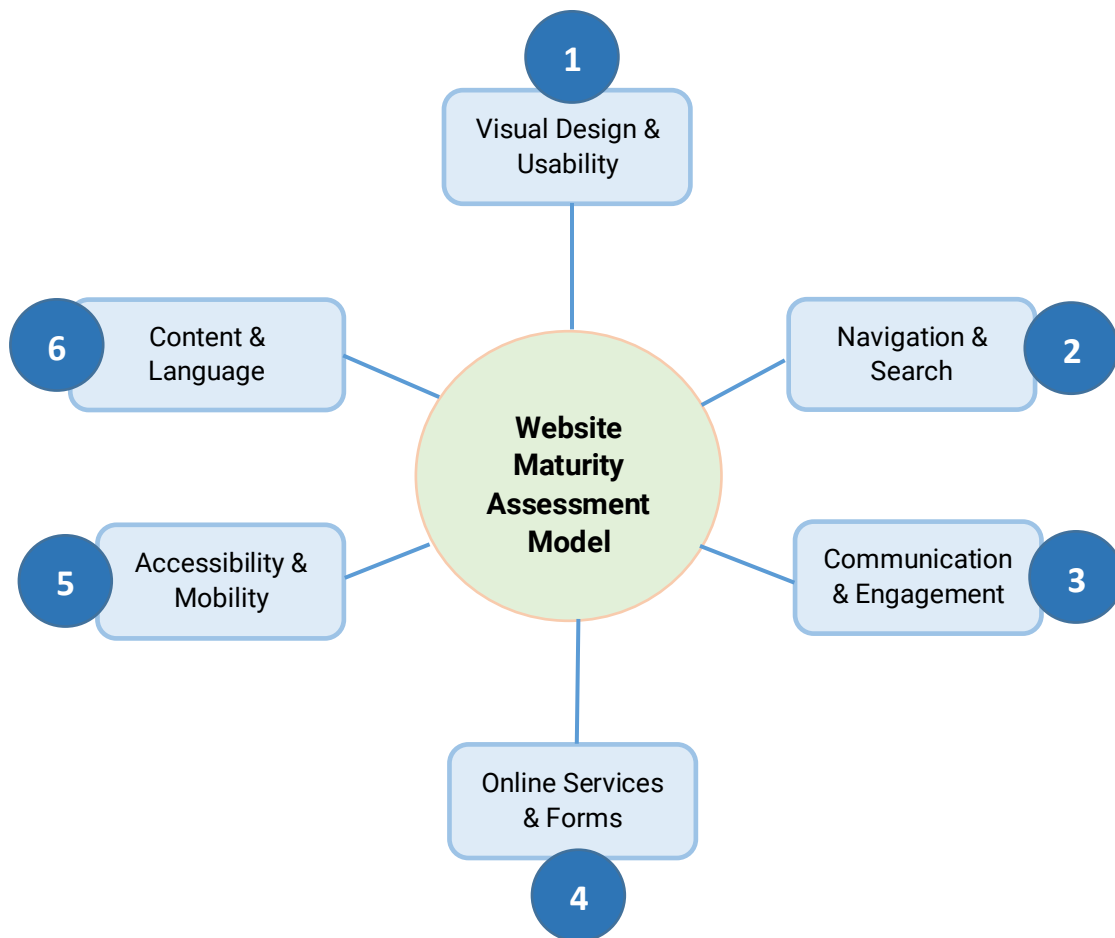 1
Visual Design &
Usability
2
Navigation &
Search
3
Communication
& Engagement
4
Online Services
& Forms
5
Accessibility &
Mobility
6
Content &
Language
Website
Maturity
Assessment
Model